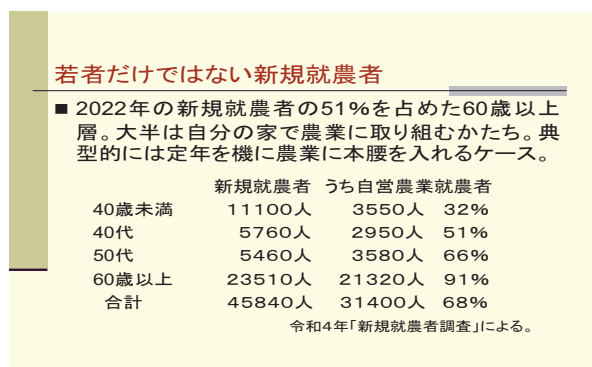 若者だけではない新規就農者
■ 2022年の新規就農者の51%を占めた60歳以上
層。大半は自分の家で農業に取り組むかたち。典
型的には定年を機に農業に本腰を入れるケース。
新規就農者 うち自営農業就農者
40歳未満 11100人 3550人 32%
40代 5760人 2950人 51%
50代 5460人 3580人 66%
60歳以上 23510人 21320人 91%
合計 45840人 31400人 68%
令和4年「新規就農者調査」による。